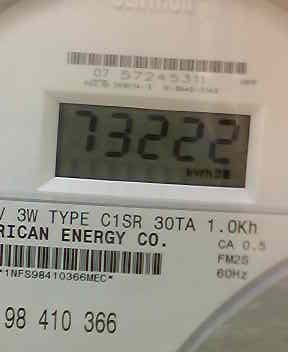 07 57245311
73222
kWh
V 3W TYPE C1SR 30TA 1.0Kh
RICAN ENERGY CO.
CA 0.5
FM2S
*1NFS98410366MEC*
60Hz
98 410 366